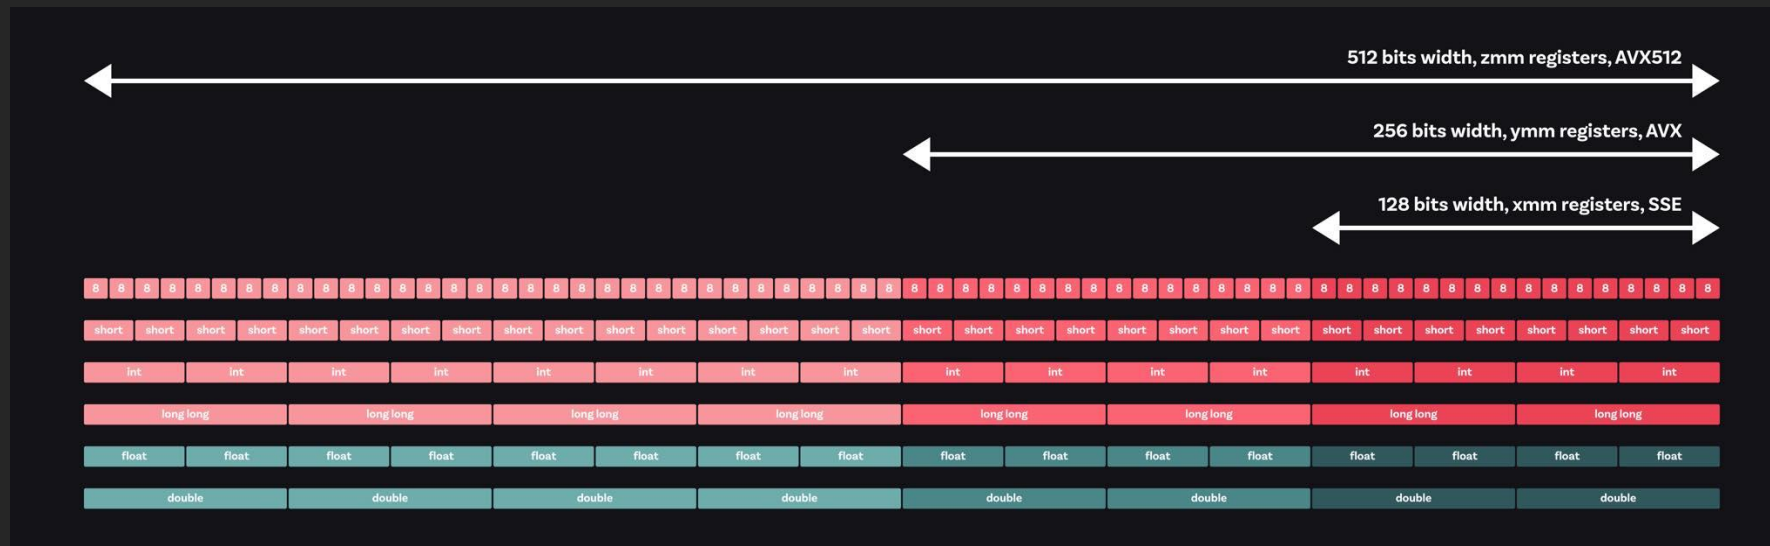 512 bits width, zmm registers, AVX512
256 bits width, ymm registers, AVX
128 bits width, xmm registers, SSE
8 8 8 8 8 8 8 8 8 8 8 8 8 8 8 8 8 8 8 8 8 8 8 8 8 8 8 8 8 8 8 8 8 8 8 8 8 8 8 8 8 8 8 8 8 8 8 8 8 8 8 8 8 8 8 8 8 8 8 8 8 8 8 8
short short short short short short short short short short short short short short short short short short short short short short short short short short short short short short short short
int int int int int int int int int int int int int int int int
long long long long long long long long long long long long long long long long
float float float float float float float float float float float float float float float float
double double double double double double double double